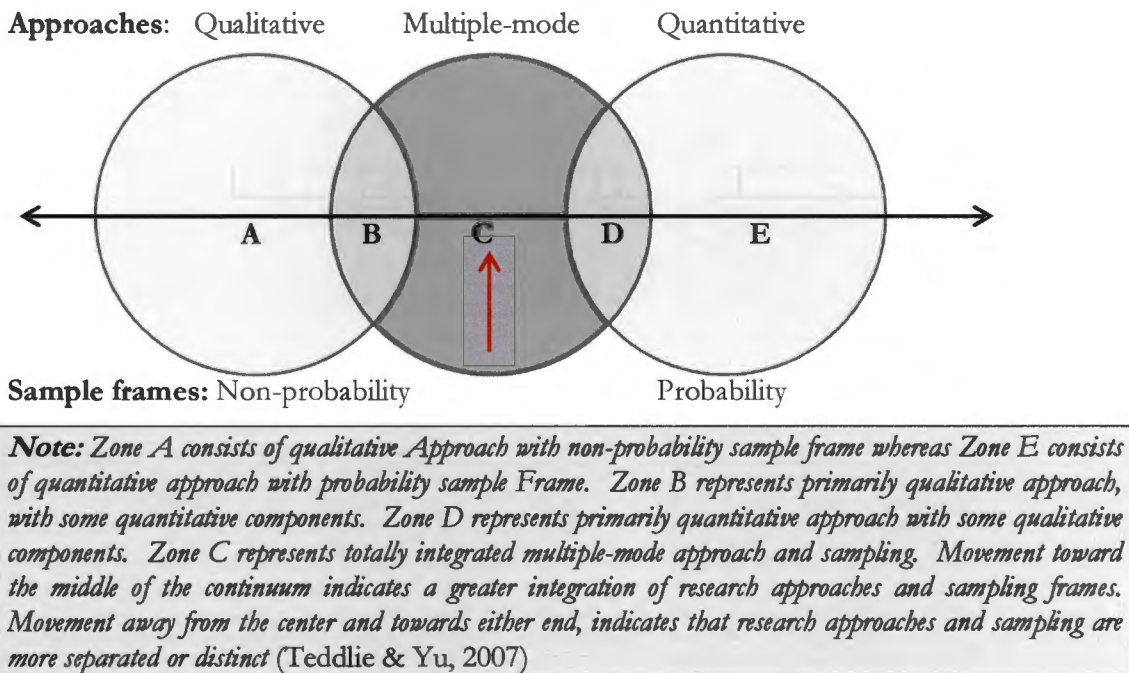 Approaches: Qualitative Multiple-mode Quantitative
A B C D E
Sample frames: Non-probability Probability
Note: Zone A consists of qualitative Approach with non-probability sample frame whereas Zone E consists
of quantitative approach with probability sample Frame. Zone B represents primarily qualitative approach,
with some quantitative components. Zone D represents primarily quantitative approach with some qualitative
components. Zone C represents totally integrated multiple-mode approach and sampling. Movement toward
the middle of the continuum indicates a greater integration of research approaches and sampling frames.
Movement away from the center and towards either end, indicates that research approaches and sampling are
more separated or distinct (Teddlie & Yu, 2007)